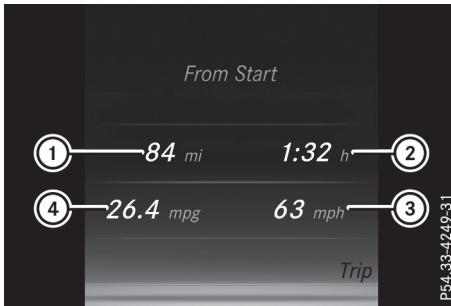 From Start
1 84 mi 1:32 h 2
4 26.4 mpg 63 mph 3
Trip
P54.33-4249-31